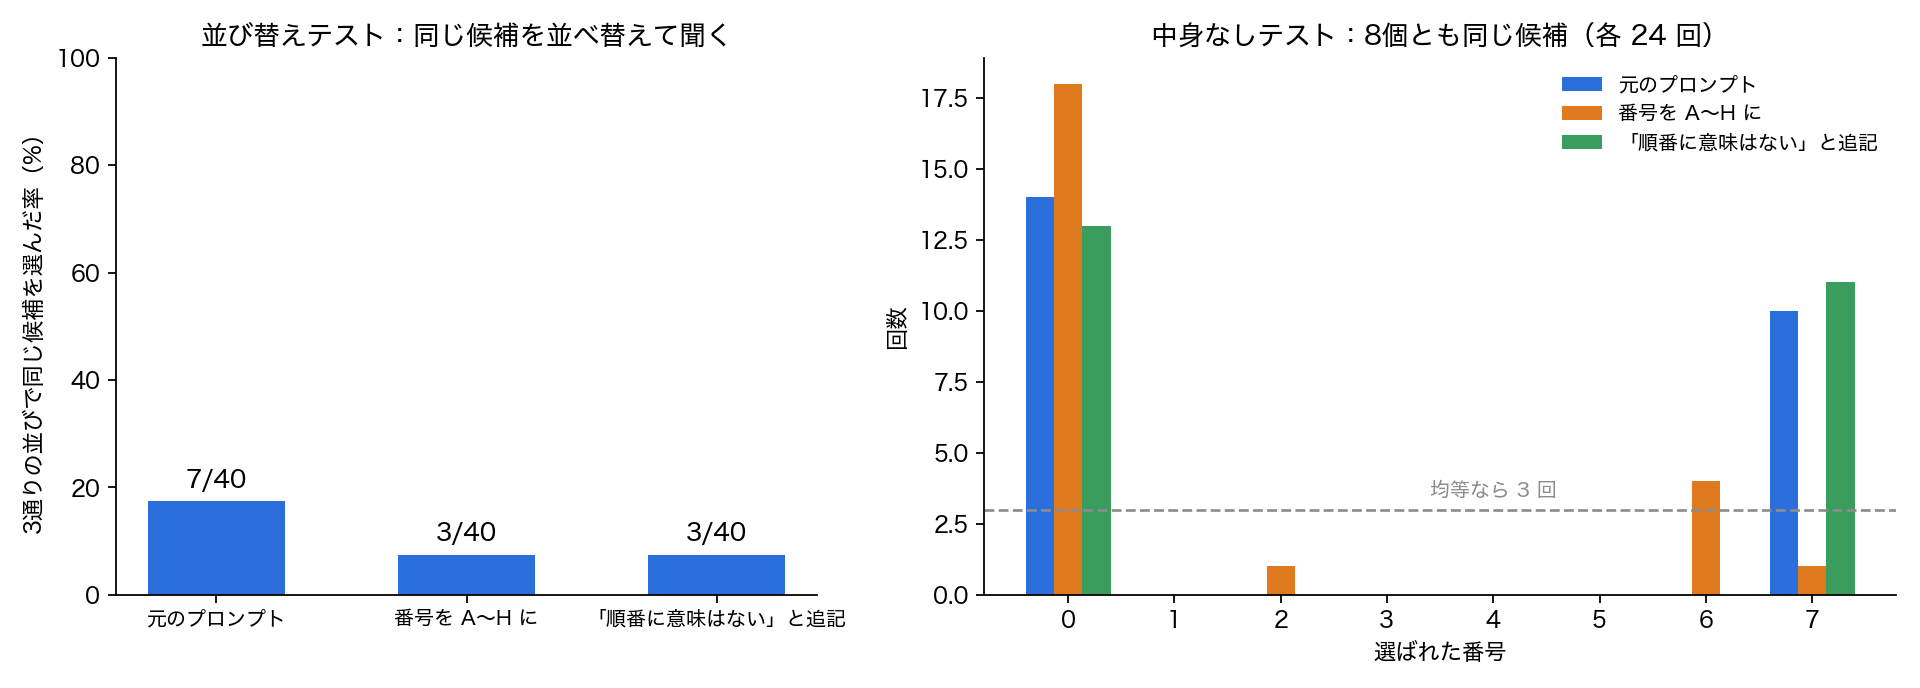 並び替えテスト：同じ候補を並べ替えて聞く
3通りの並びで同じ候補を選んだ率（%）
100
80
60
40
20
0
7/40
3/40
3/40
元のプロンプト
番号を A〜H に
「順番に意味はない」と追記
中身なしテスト：8個とも同じ候補（各 24 回）
回数
17.5
15.0
12.5
10.0
7.5
5.0
2.5
0.0
元のプロンプト
番号を A〜H に
「順番に意味はない」と追記
均等なら 3 回
0 1 2 3 4 5 6 7
選ばれた番号